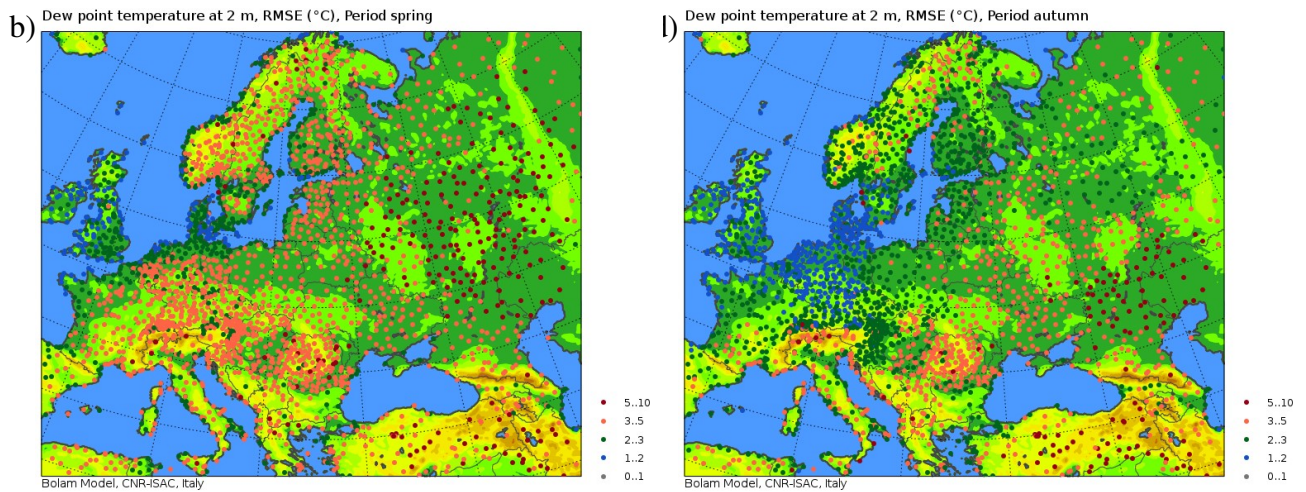 b) Dew point temperature at 2 m, RMSE (°C), Period spring
5..10
3..5
2..3
1..2
0..1
Bolam Model, CNR-ISAC, Italy
l) Dew point temperature at 2 m, RMSE (°C), Period autumn
5..10
3..5
2..3
1..2
0..1
Bolam Model, CNR-ISAC, Italy